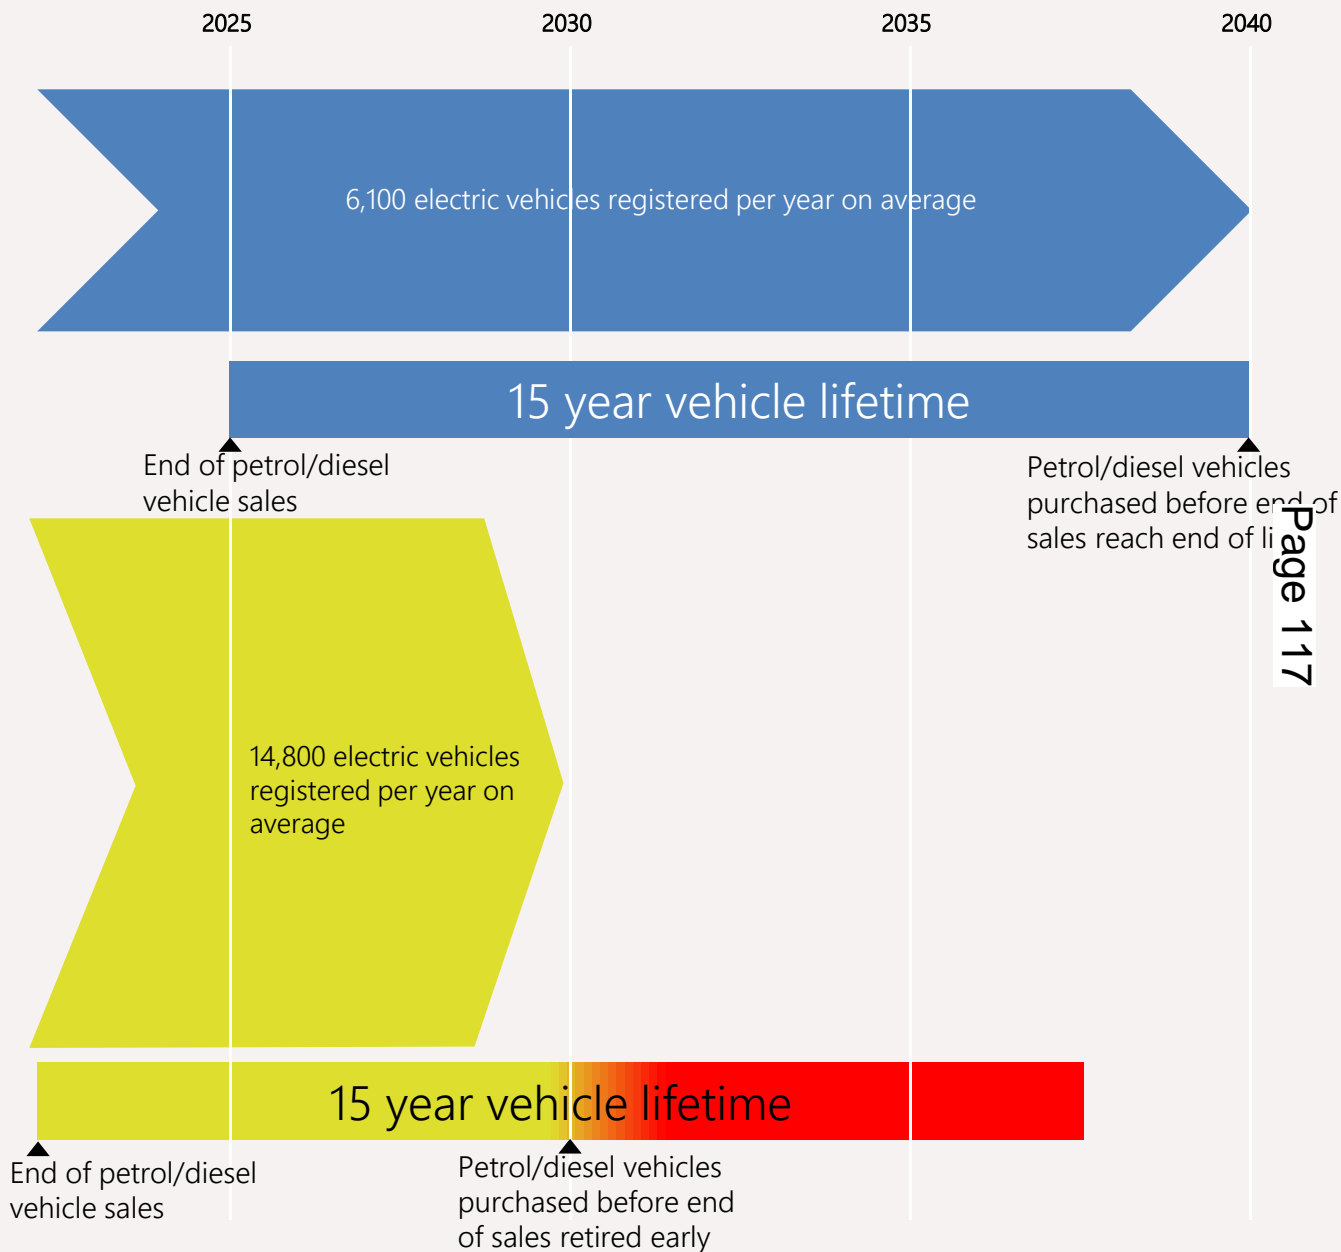 2025
2030
2035
2040
6,100 electric vehicles registered per year on average
15 year vehicle lifetime
End of petrol/diesel
vehicle sales
Petrol/diesel vehicles
purchased before end of
sales reach end of
Page 117
14,800 electric vehicles
registered per year on
average
15 year vehicle lifetime
End of petrol/diesel
vehicle sales
Petrol/diesel vehicles
purchased before end
of sales retired early